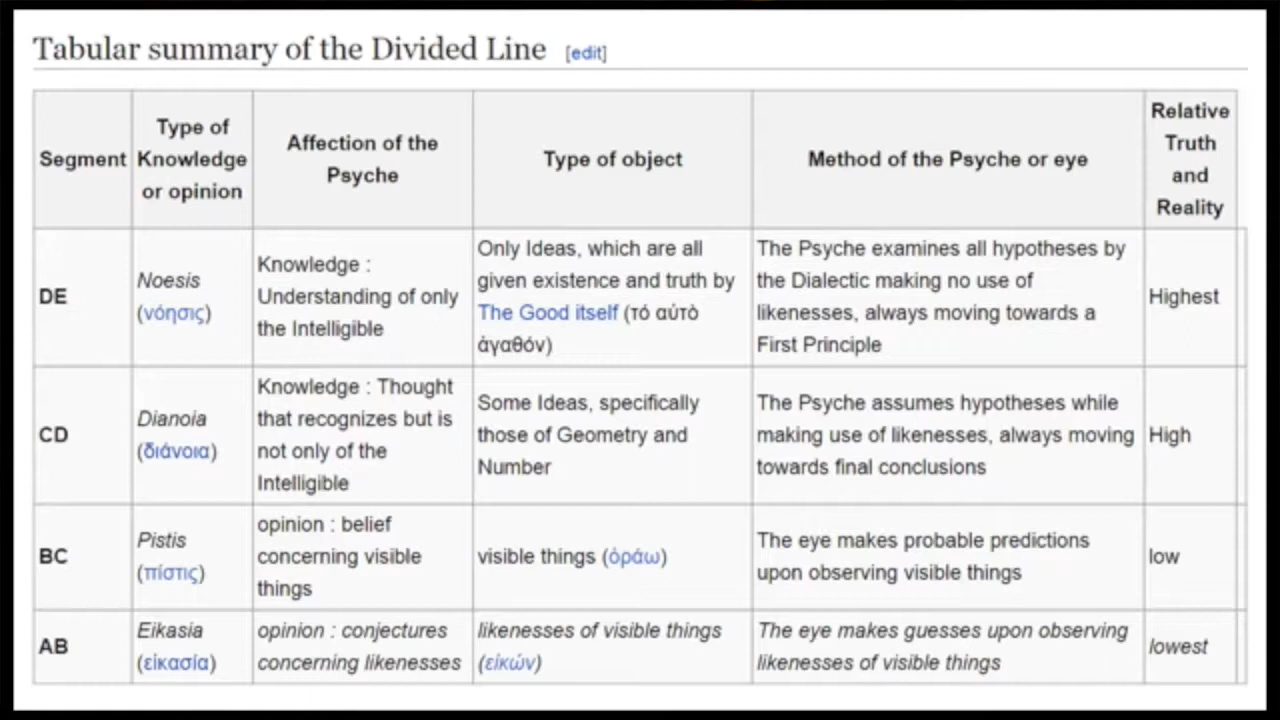 Tabular summary of the Divided Line [edit]
Segment
Type of
Knowledge
or opinion
Affection of the
Psyche
Type of object
Method of the Psyche or eye
Relative
Truth
and
Reality
DE
Noesis
(νόησις)
Knowledge :
Understanding of only
the Intelligible
Only Ideas, which are all
given existence and truth by
The Good itself (τό αὐτὸ
ἀγαθόν)
The Psyche examines all hypotheses by
the Dialectic making no use of
likenesses, always moving towards a
First Principle
Highest
CD
Dianoia
(διάνοια)
Knowledge : Thought
that recognizes but is
not only of the
Intelligible
Some Ideas, specifically
those of Geometry and
Number
The Psyche assumes hypotheses while
making use of likenesses, always moving
towards final conclusions
High
BC
Pistis
(πίστις)
opinion : belief
concerning visible
things
visible things (ὁράω)
The eye makes probable predictions
upon observing visible things
low
AB
Eikasia
(εἰκασία)
opinion : conjectures
concerning likenesses
likenesses of visible things
(εἰκών)
The eye makes guesses upon observing
likenesses of visible things
lowest